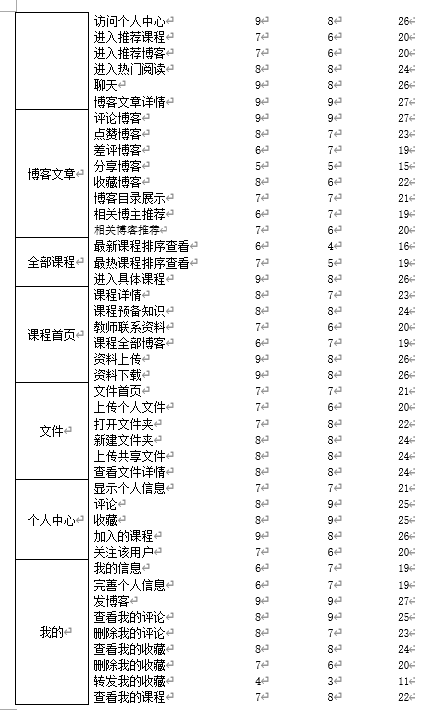 访问个人中心 9 8 26
进入推荐课程 7 6 20
进入推荐博客 7 6 20
进入热门阅读 8 8 24
聊天 9 8 26
博客文章详情 9 9 27
博客文章
评论博客 9 9 27
点赞博客 8 7 23
差评博客 6 7 19
分享博客 5 5 15
收藏博客 8 6 22
博客目录展示 7 7 21
相关博主推荐 6 7 19
相关博客推荐 7 6 20
全部课程
最新课程排序查看 6 4 16
最热课程排序查看 7 5 19
进入具体课程 9 8 26
课程首页
课程详情 8 7 23
课程预备知识 8 8 24
教师联系资料 7 6 20
课程全部博客 6 7 19
资料上传 9 8 26
资料下载 9 8 26
文件
文件首页 7 7 21
上传个人文件 7 6 20
打开文件夹 7 8 22
新建文件夹 8 8 24
上传共享文件 8 8 24
查看文件详情 8 8 24
个人中心
显示个人信息 7 7 21
评论 8 9 25
收藏 8 9 25
加入的课程 9 8 26
关注该用户 7 6 20
我的
我的信息 6 7 19
完善个人信息 6 7 19
发博客 9 9 27
查看我的评论 8 9 25
删除我的评论 8 7 23
查看我的收藏 8 8 24
删除我的收藏 7 6 20
转发我的收藏 4 3 11
查看我的课程 7 8 22